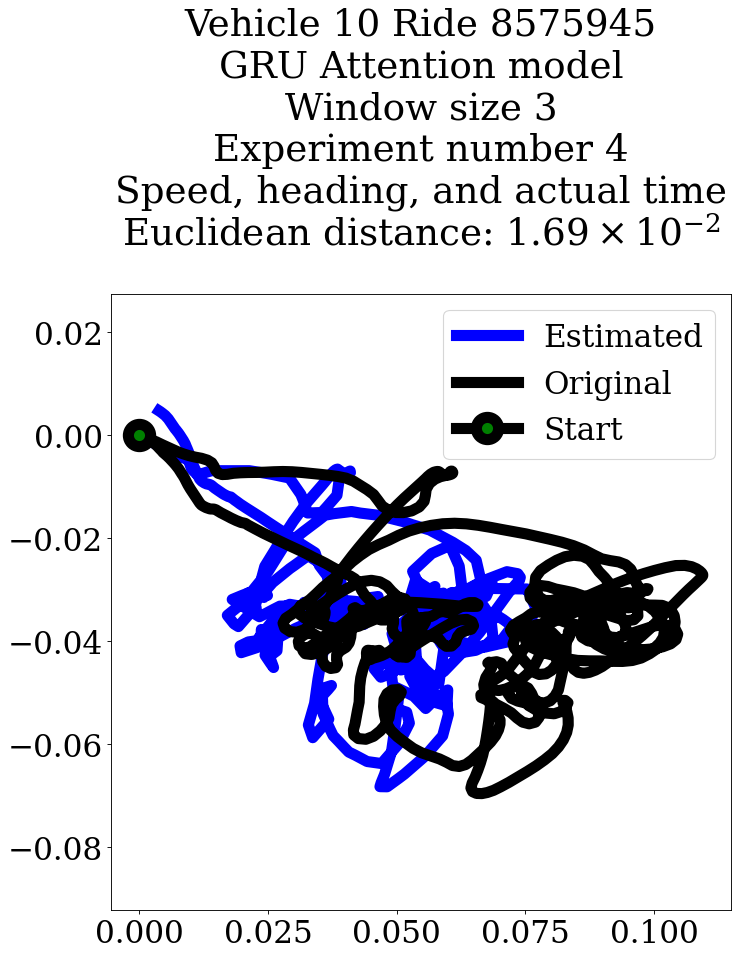 Vehicle 10 Ride 8575945
GRU Attention model
Window size 3
Experiment number 4
Speed, heading, and actual time
Euclidean distance: 1.69 × 10⁻²
Estimated
Original
Start
0.02
0.00
−0.02
−0.04
−0.06
−0.08
0.000 0.025 0.050 0.075 0.100